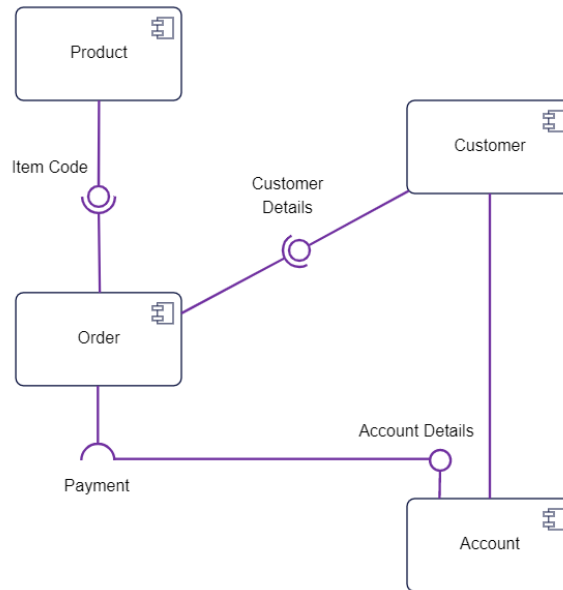 Product
Item Code
Customer
Customer
Details
Order
Account Details
Payment
Account